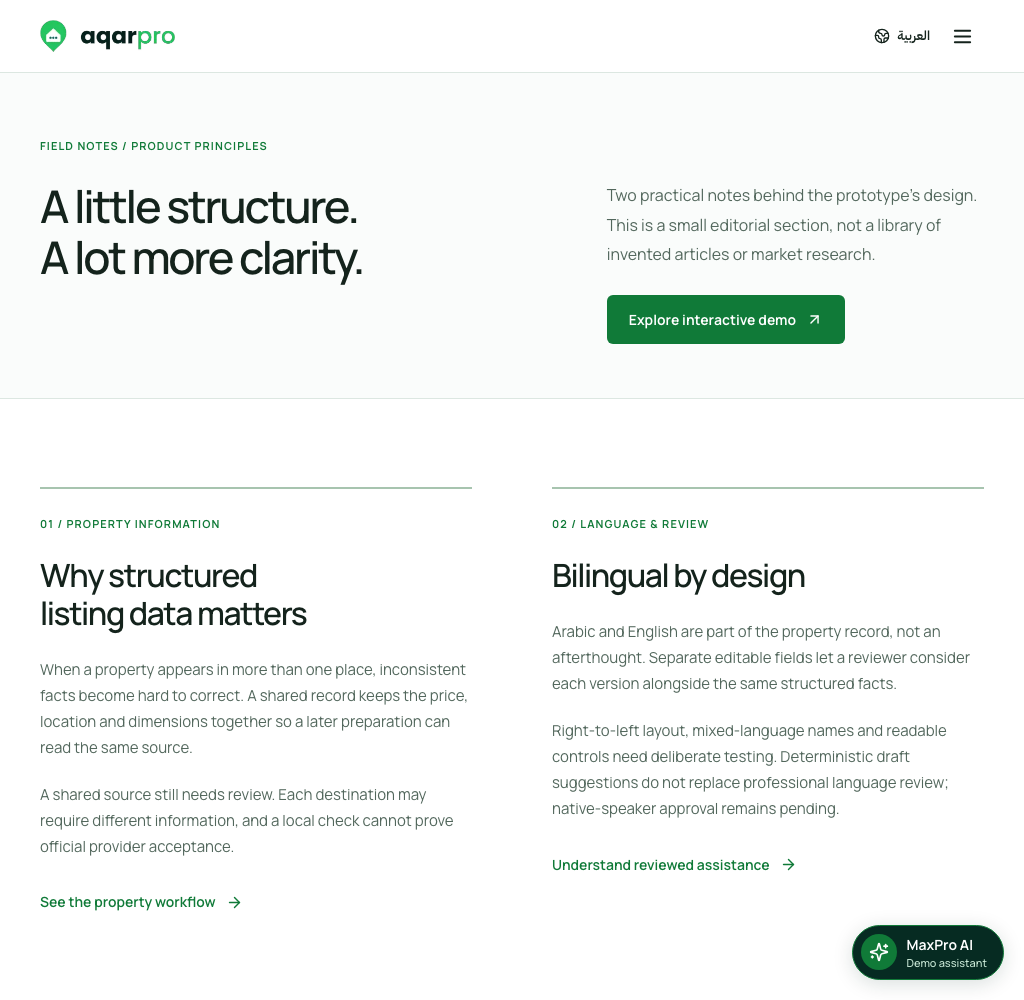 aqarpro
العربية
FIELD NOTES / PRODUCT PRINCIPLES
A little structure.
A lot more clarity.
Two practical notes behind the prototype's design.
This is a small editorial section, not a library of
invented articles or market research.
Explore interactive demo
01 / PROPERTY INFORMATION
Why structured
listing data matters
When a property appears in more than one place, inconsistent
facts become hard to correct. A shared record keeps the price,
location and dimensions together so a later preparation can
read the same source.
A shared source still needs review. Each destination may
require different information, and a local check cannot prove
official provider acceptance.
See the property workflow
02 / LANGUAGE & REVIEW
Bilingual by design
Arabic and English are part of the property record, not an
afterthought. Separate editable fields let a reviewer consider
each version alongside the same structured facts.
Right-to-left layout, mixed-language names and readable
controls need deliberate testing. Deterministic draft
suggestions do not replace professional language review;
native-speaker approval remains pending.
Understand reviewed assistance
MaxPro AI
Demo assistant